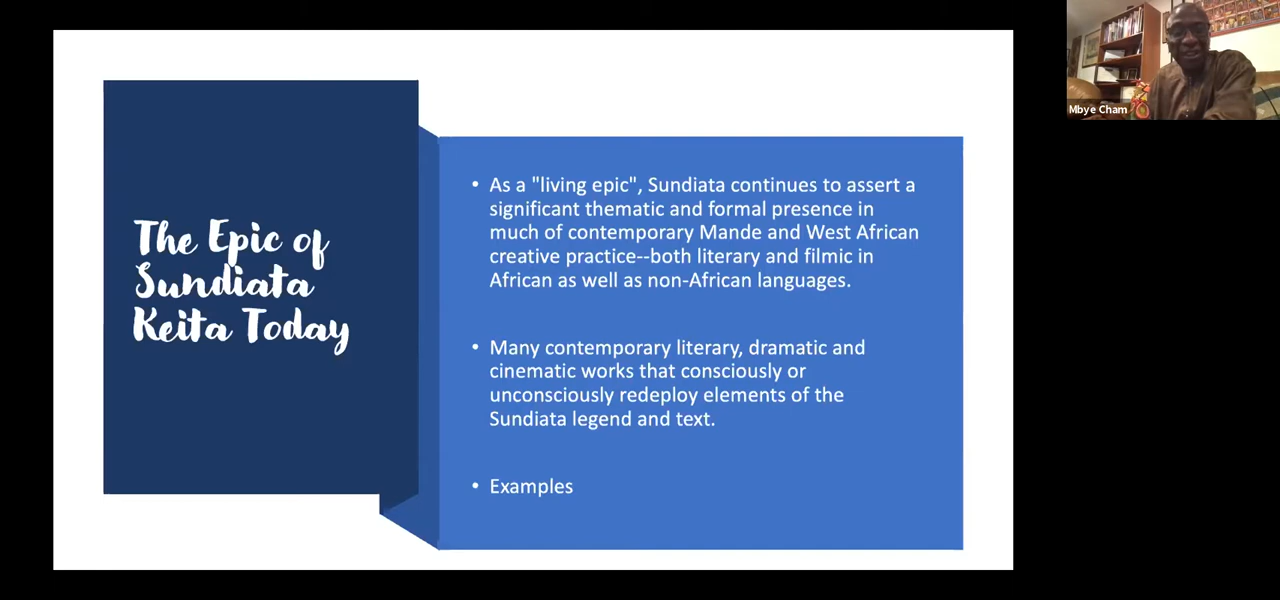 The Epic of
Sundiata
Keita Today
• As a "living epic", Sundiata continues to assert a
significant thematic and formal presence in
much of contemporary Mande and West African
creative practice--both literary and filmic in
African as well as non-African languages.
• Many contemporary literary, dramatic and
cinematic works that consciously or
unconsciously redeploy elements of the
Sundiata legend and text.
• Examples
Mbye Cham